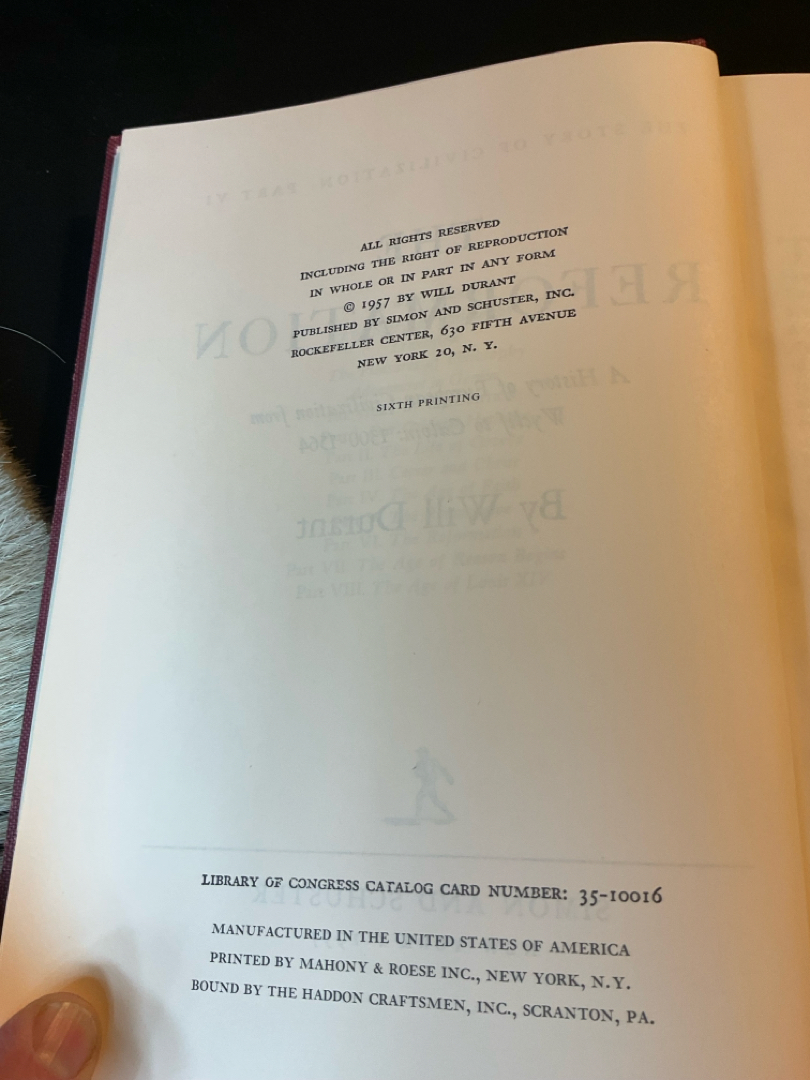 ALL RIGHTS RESERVED
INCLUDING THE RIGHT OF REPRODUCTION
IN WHOLE OR IN PART IN ANY FORM
© 1957 BY WILL DURANT
PUBLISHED BY SIMON AND SCHUSTER, INC.
ROCKEFELLER CENTER, 630 FIFTH AVENUE
NEW YORK 20, N. Y.
SIXTH PRINTING
LIBRARY OF CONGRESS CATALOG CARD NUMBER: 35-10016
MANUFACTURED IN THE UNITED STATES OF AMERICA
PRINTED BY MAHONY & ROESE INC., NEW YORK, N.Y.
BOUND BY THE HADDON CRAFTSMEN, INC., SCRANTON, PA.